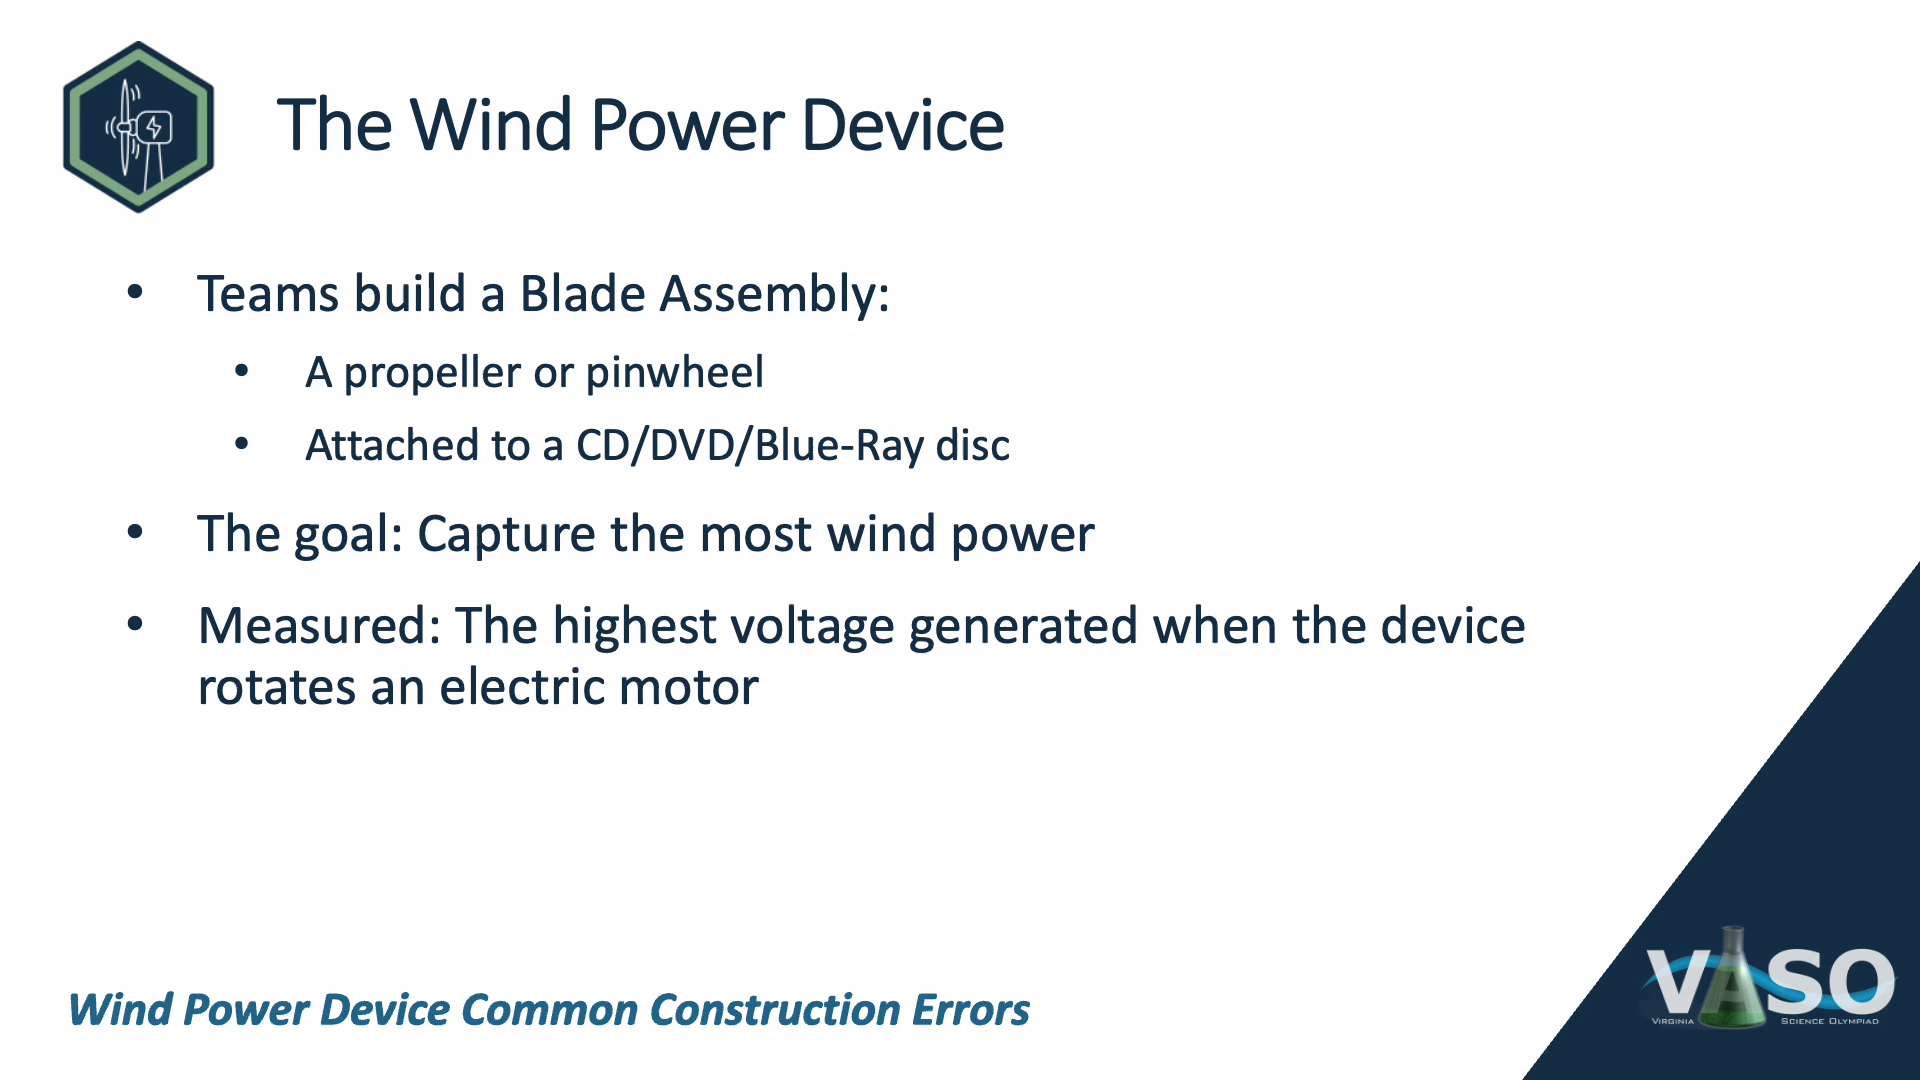 The Wind Power Device
• Teams build a Blade Assembly:
• A propeller or pinwheel
• Attached to a CD/DVD/Blue-Ray disc
• The goal: Capture the most wind power
• Measured: The highest voltage generated when the device
rotates an electric motor
Wind Power Device Common Construction Errors
VASO
VIRGINIA SCIENCE OLYMPIAD